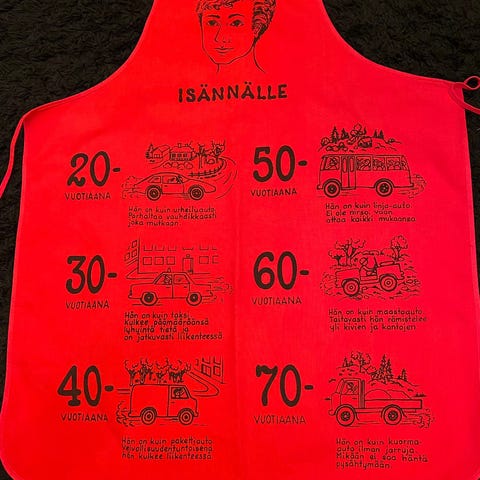 ISÄNNÄLLE
20-
VUOTIAANA
Hän on kuin urheiluauto.
Porhaltaa vauhdikkaasti
joka mutkaan.
30-
VUOTIAANA
Hän on kuin taksi.
Kulkee päämääräänsä
lyhyintä tietä ja
on jatkuvasti liikenteessä.
40-
VUOTIAANA
Hän on kuin pakettiauto.
Velvollisuudentuntoisena
hän kulkee liikenteessä.
50-
VUOTIAANA
Hän on kuin linja-auto.
Ei ole nirso, vaan
ottaa kaikki mukaansa.
60-
VUOTIAANA
Hän on kuin maastoauto.
Taitavasti hän rämistelee
yli kivien ja kantojen.
70-
VUOTIAANA
Hän on kuin kuorma-
auto ilman jarruja.
Mikään ei saa häntä
pysähtymään.